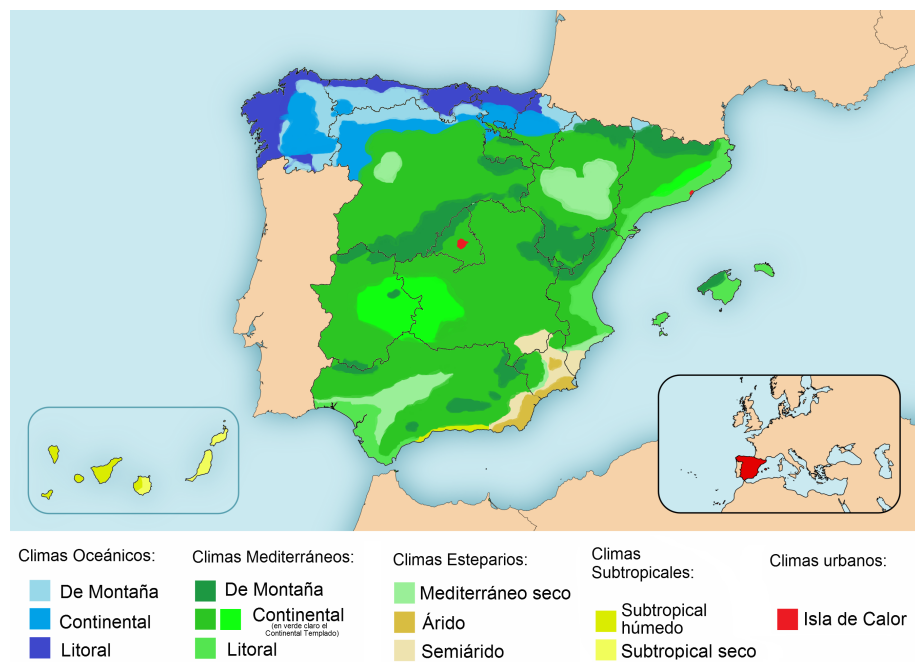 Climas Oceánicos:
De Montaña
Continental
Litoral
Climas Mediterráneos:
De Montaña
Continental
(en verde claro el
Continental Templado)
Litoral
Climas Esteparios:
Mediterráneo seco
Árido
Semiárido
Climas
Subtropicales:
Subtropical
húmedo
Subtropical seco
Climas urbanos:
Isla de Calor